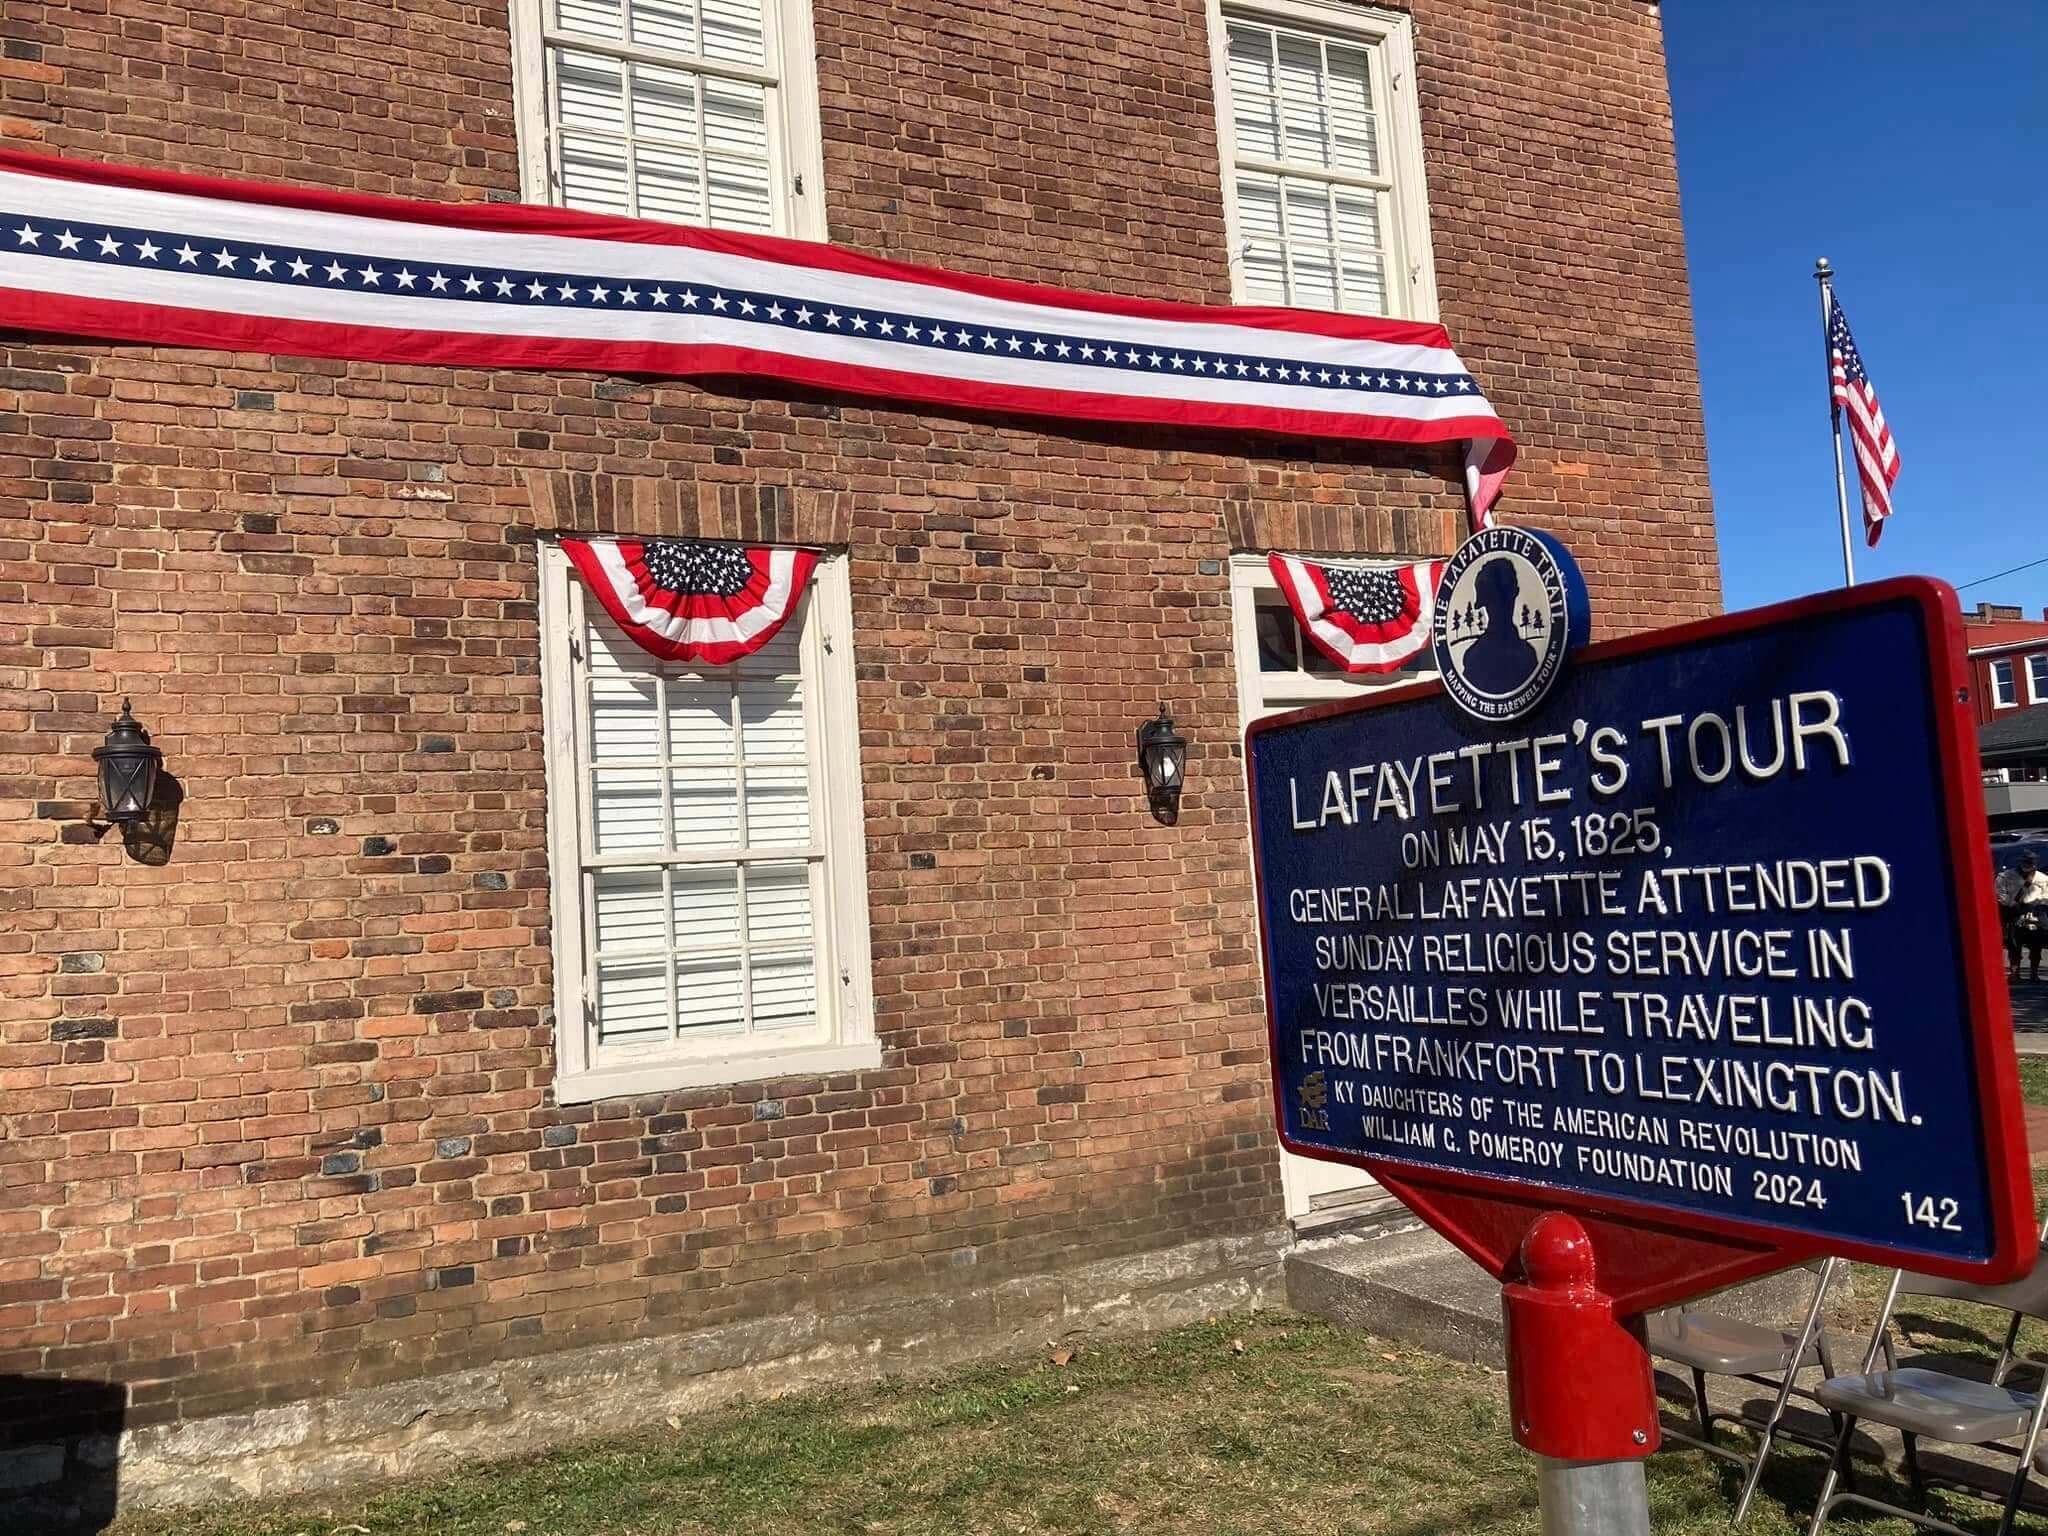 THE LAFAYETTE TRAIL
MAPPING THE FAREWELL TOUR
LAFAYETTE'S TOUR
ON MAY 15, 1825,
GENERAL LAFAYETTE ATTENDED
SUNDAY RELIGIOUS SERVICE IN
VERSAILLES WHILE TRAVELING
FROM FRANKFORT TO LEXINGTON.
DAR
KY DAUGHTERS OF THE AMERICAN REVOLUTION
WILLIAM G. POMEROY FOUNDATION 2024
142